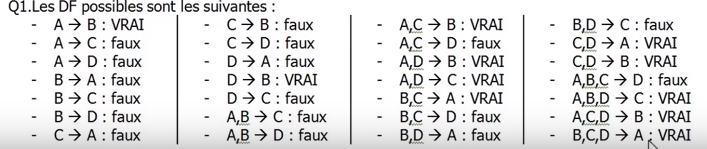 Q1.Les DF possibles sont les suivantes :
- A → B : VRAI
- A → C : faux
- A → D : faux
- B → A : faux
- B → C : faux
- B → D : faux
- C → A : faux
- C → B : faux
- C → D : faux
- D → A : faux
- D → B : VRAI
- D → C : faux
- A,B → C : faux
- A,B → D : faux
- A,C → B : VRAI
- A,C → D : faux
- A,D → B : VRAI
- A,D → C : VRAI
- B,C → A : VRAI
- B,C → D : faux
- B,D → A : faux
- B,D → C : faux
- C,D → A : VRAI
- C,D → B : VRAI
- A,B,C → D : faux
- A,B,D → C : VRAI
- A,C,D → B : VRAI
- B,C,D → A : VRAI